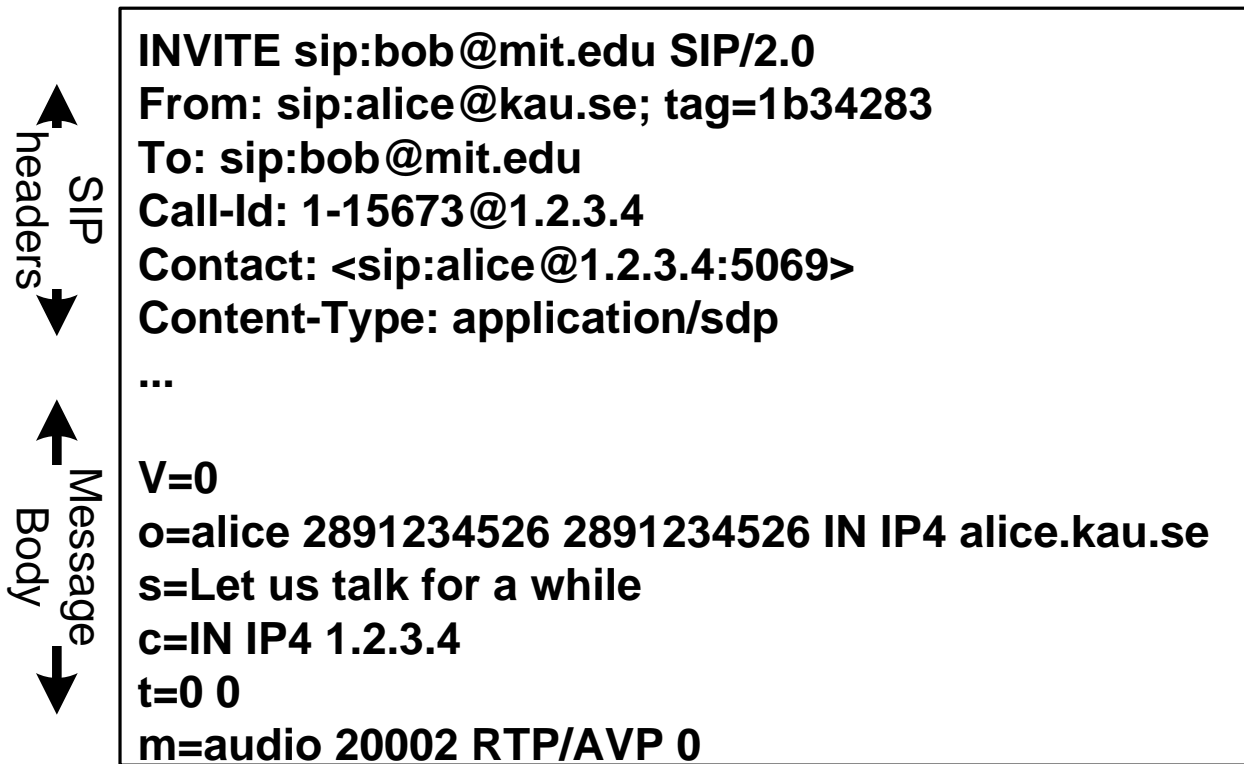 INVITE sip:bob@mit.edu SIP/2.0
From: sip:alice@kau.se; tag=1b34283
To: sip:bob@mit.edu
Call-Id: 1-15673@1.2.3.4
Contact: <sip:alice@1.2.3.4:5069>
Content-Type: application/sdp
...
SIP
headers
V=0
o=alice 2891234526 2891234526 IN IP4 alice.kau.se
s=Let us talk for a while
c=IN IP4 1.2.3.4
t=0 0
m=audio 20002 RTP/AVP 0
Message
Body